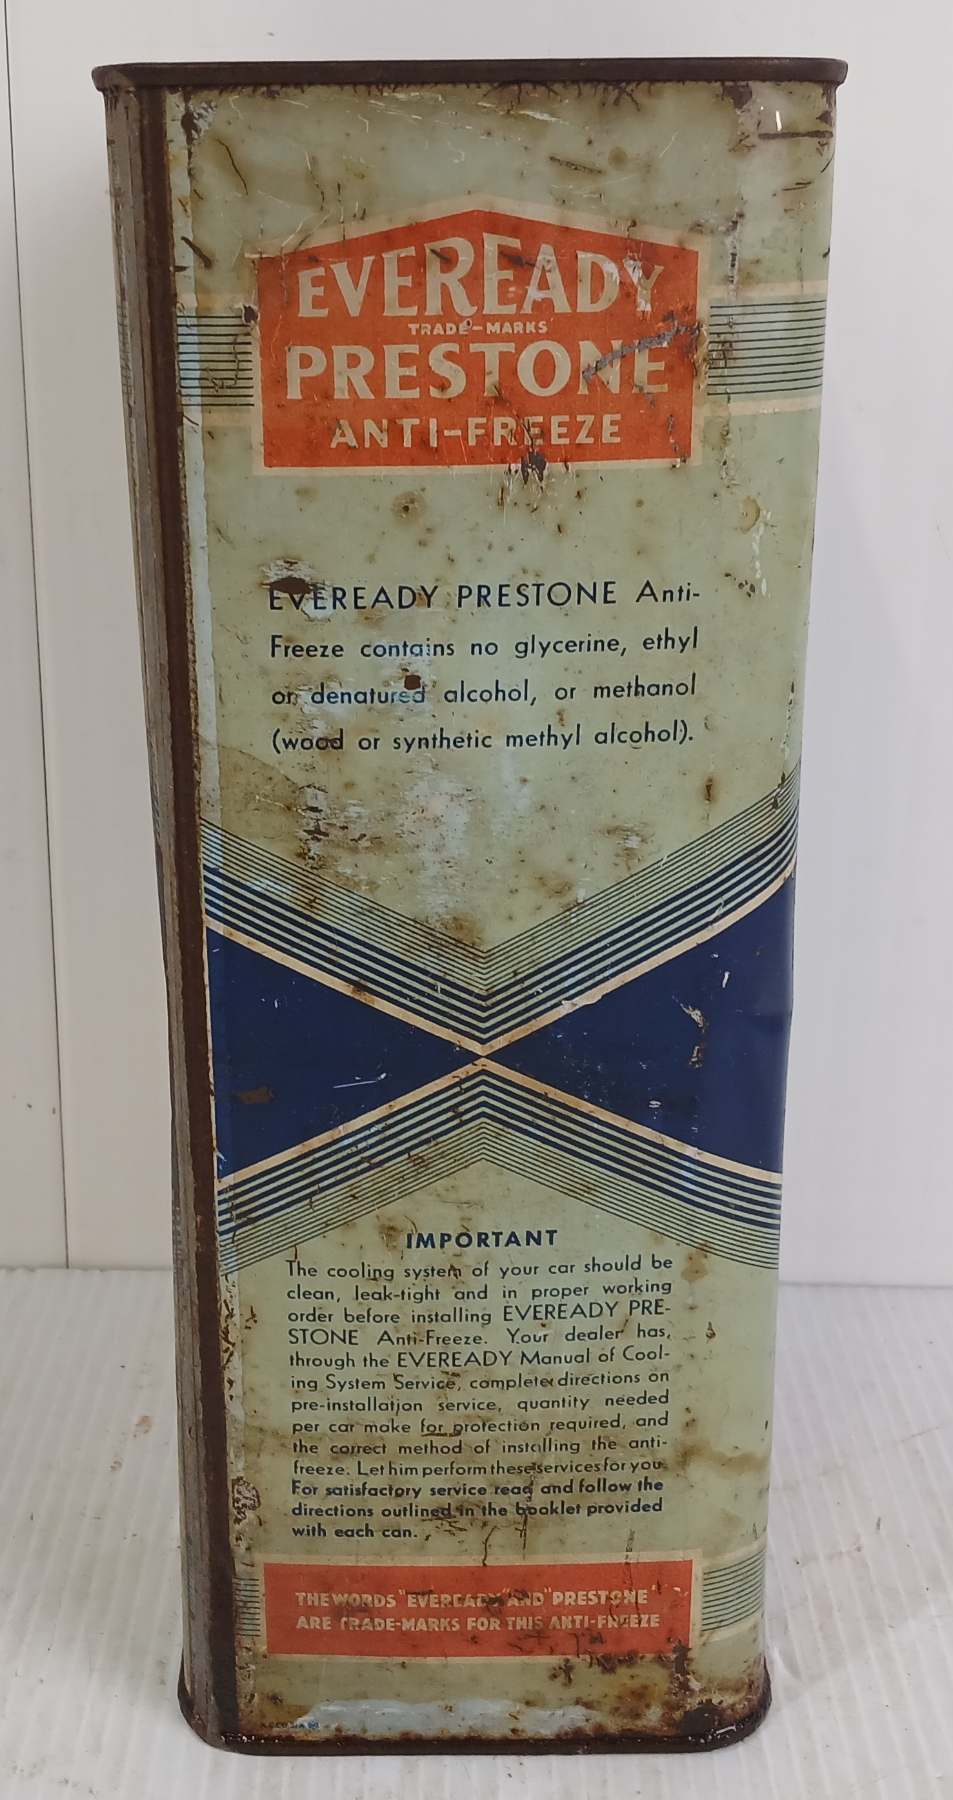 EVEREADY
TRADE-MARKS
PRESTONE
ANTI-FREEZE
EVEREADY PRESTONE Anti-
Freeze contains no glycerine, ethyl
or denatured alcohol, or methanol
(wood or synthetic methyl alcohol).
IMPORTANT
The cooling system of your car should be
clean, leak-tight and in proper working
order before installing EVEREADY PRE-
STONE Anti-Freeze. Your dealer has,
through the EVEREADY Manual of Cool-
ing System Service, complete directions on
pre-installation service, quantity needed
per car make for protection required, and
the correct method of installing the anti-
freeze. Let him perform these services for you.
For satisfactory service read and follow the
directions outlined in the booklet provided
with each can.
THE WORDS "EVEREADY" AND "PRESTONE"
ARE TRADE-MARKS FOR THIS ANTI-FREEZE